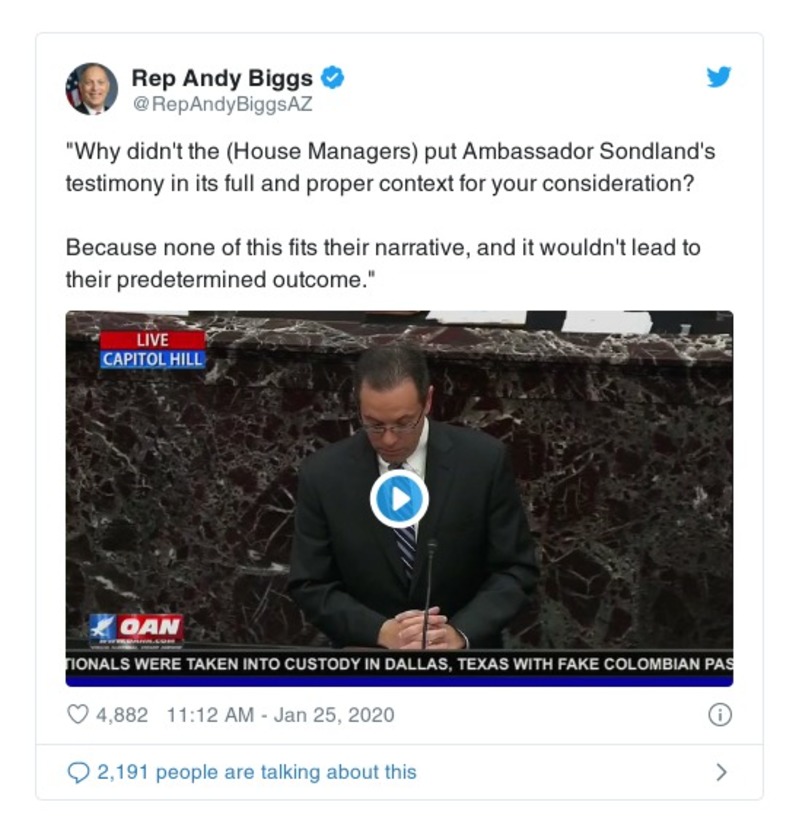 Rep Andy Biggs
@RepAndyBiggsAZ
"Why didn't the (House Managers) put Ambassador Sondland's
testimony in its full and proper context for your consideration?
Because none of this fits their narrative, and it wouldn't lead to
their predetermined outcome."
LIVE
CAPITOL HILL
OAN
TIONALS WERE TAKEN INTO CUSTODY IN DALLAS, TEXAS WITH FAKE COLOMBIAN PAS
4,882 11:12 AM - Jan 25, 2020
2,191 people are talking about this